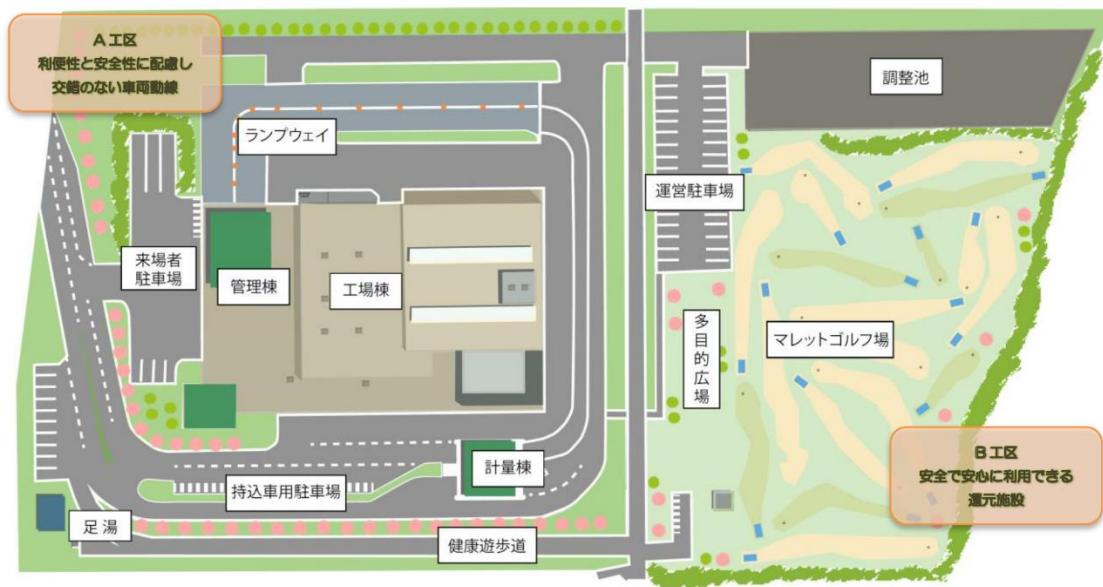 A工区
利便性と安全性に配慮し
交錯のない車両動線
調整池
ランプウェイ
運営駐車場
来場者
駐車場
管理棟
工場棟
多目的広場
マレットゴルフ場
B工区
安全で安心に利用できる
還元施設
計量棟
持込車用駐車場
足湯
健康遊歩道